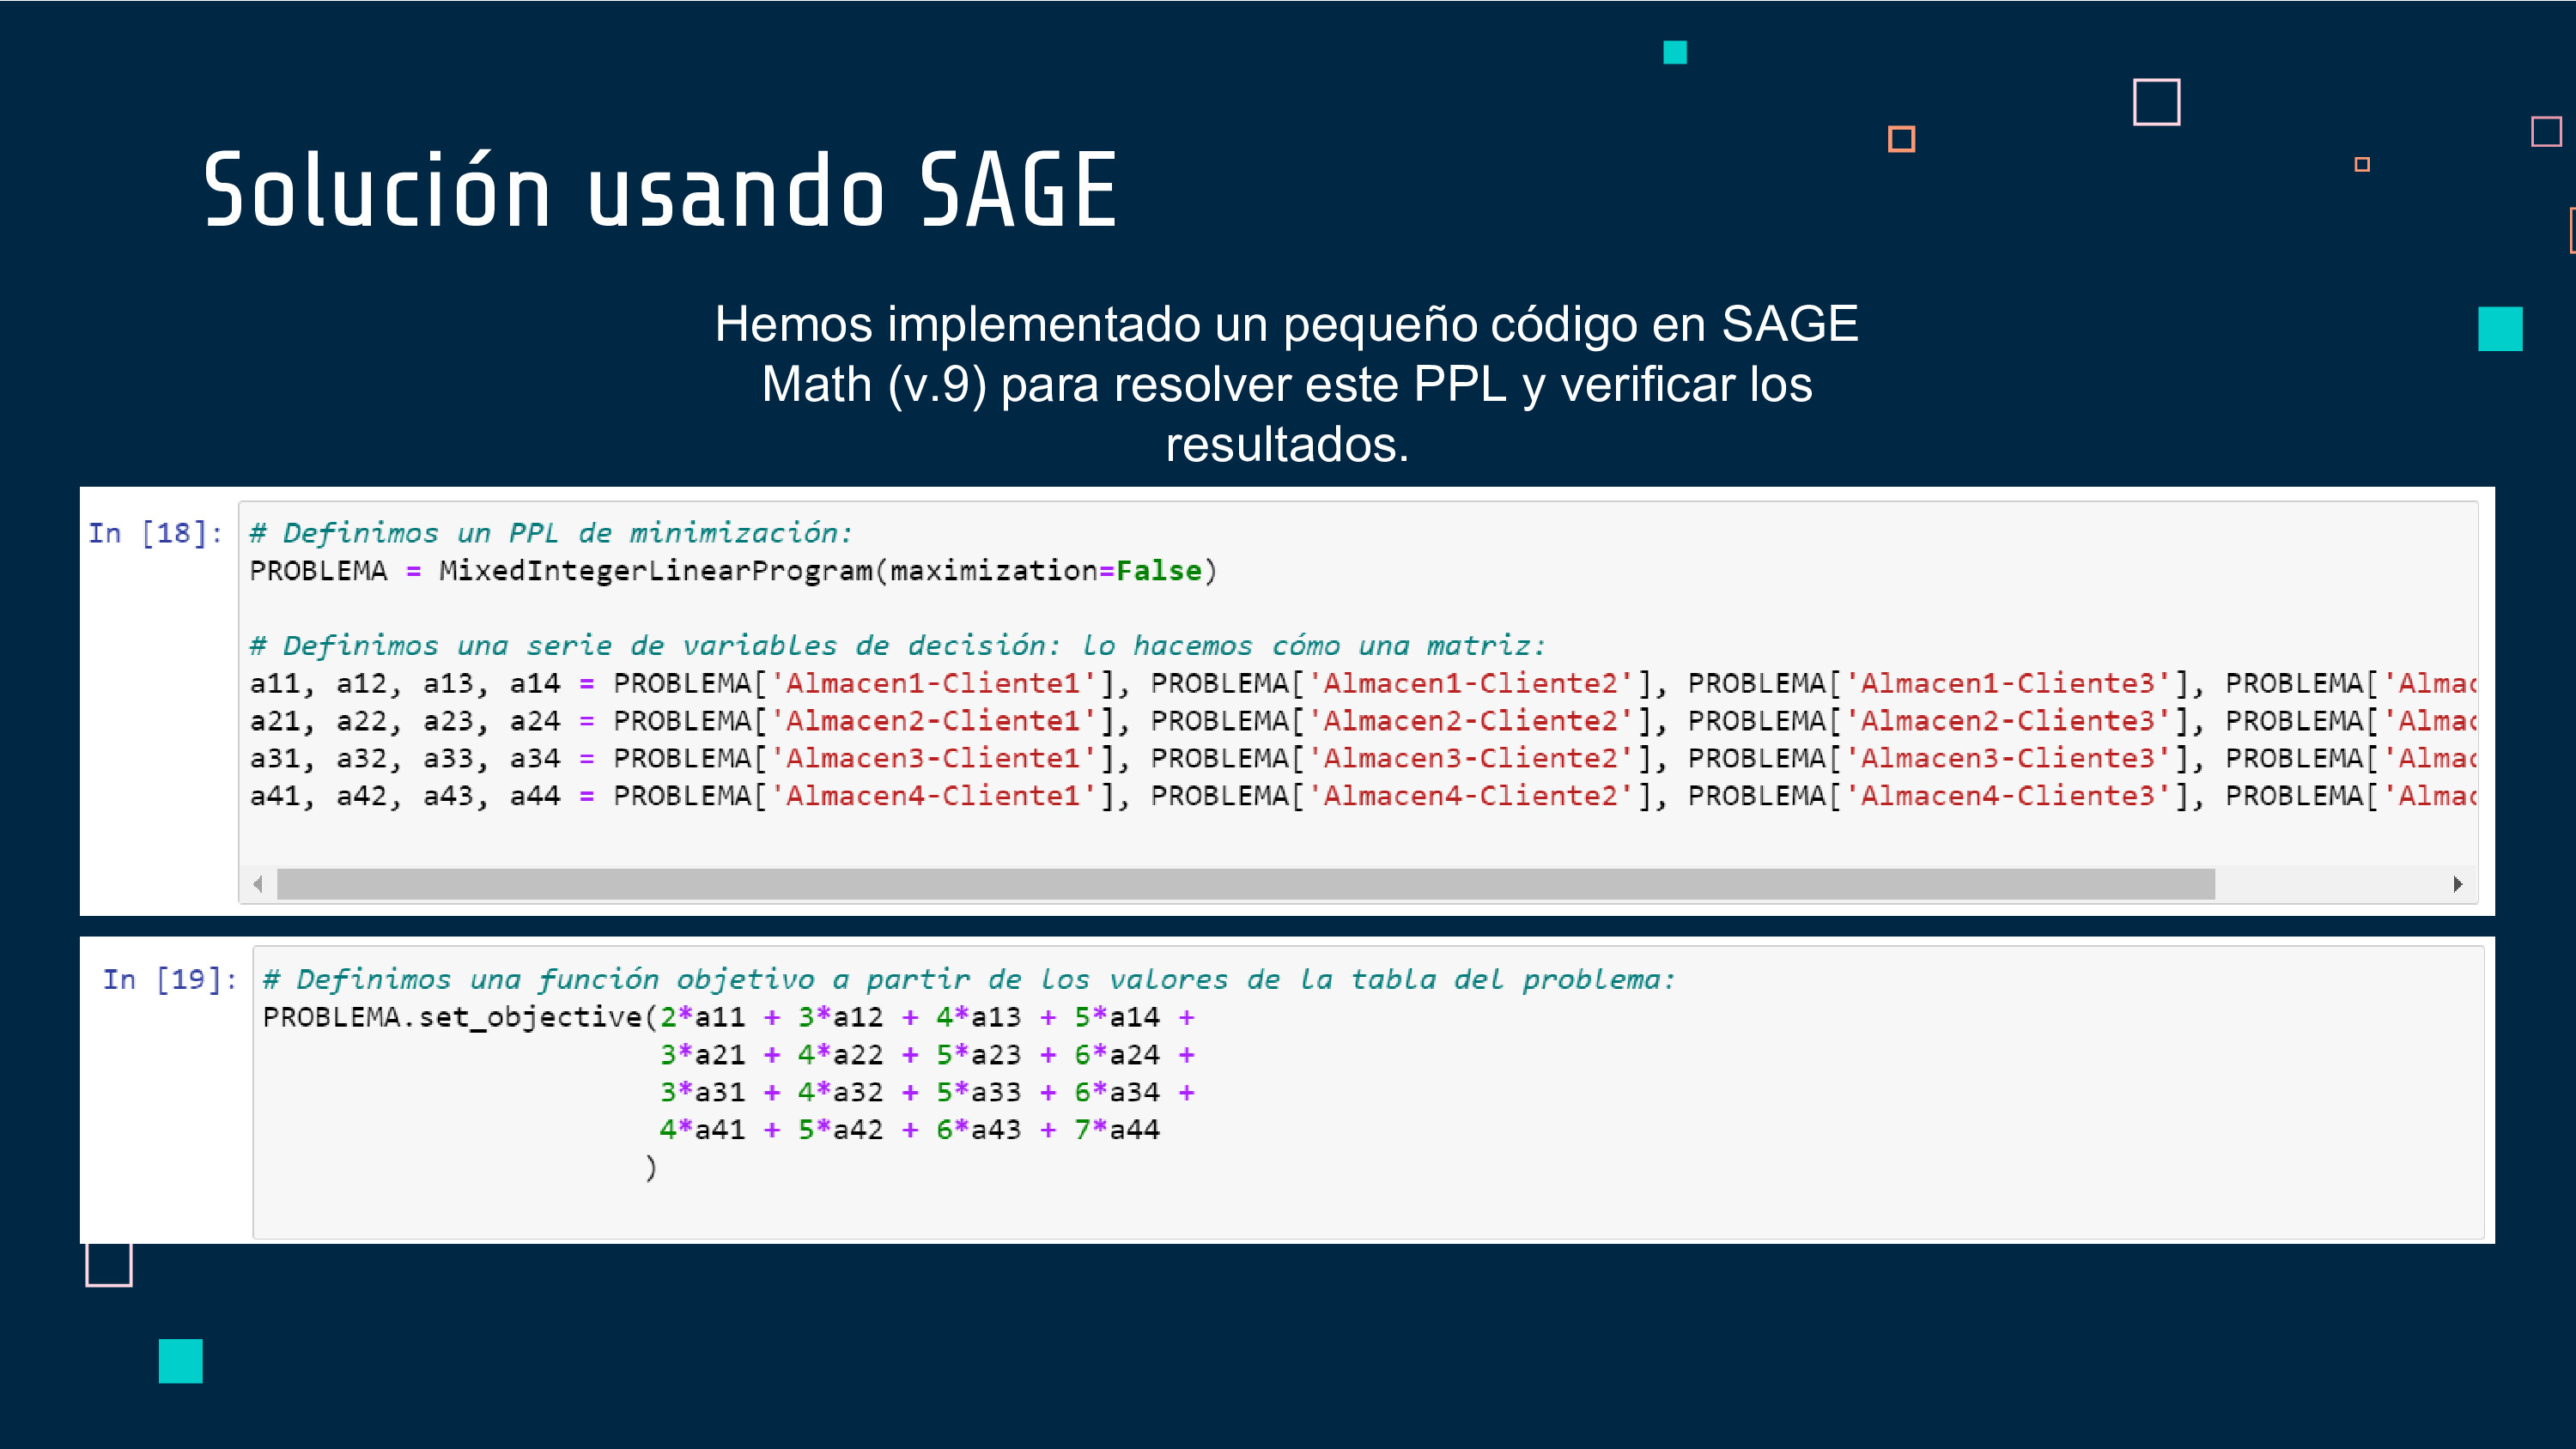 Solución usando SAGE
Hemos implementado un pequeño código en SAGE
Math (v.9) para resolver este PPL y verificar los
resultados.
In [18]: # Definimos un PPL de minimización:
PROBLEMA = MixedIntegerLinearProgram(maximization=False)
# Definimos una serie de variables de decisión: lo hacemos cómo una matriz:
a11, a12, a13, a14 = PROBLEMA['Almacen1-Cliente1'], PROBLEMA['Almacen1-Cliente2'], PROBLEMA['Almacen1-Cliente3'], PROBLEMA['Almac
a21, a22, a23, a24 = PROBLEMA['Almacen2-Cliente1'], PROBLEMA['Almacen2-Cliente2'], PROBLEMA['Almacen2-Cliente3'], PROBLEMA['Almac
a31, a32, a33, a34 = PROBLEMA['Almacen3-Cliente1'], PROBLEMA['Almacen3-Cliente2'], PROBLEMA['Almacen3-Cliente3'], PROBLEMA['Almac
a41, a42, a43, a44 = PROBLEMA['Almacen4-Cliente1'], PROBLEMA['Almacen4-Cliente2'], PROBLEMA['Almacen4-Cliente3'], PROBLEMA['Almac
In [19]: # Definimos una función objetivo a partir de los valores de la tabla del problema:
PROBLEMA.set_objective(2*a11 + 3*a12 + 4*a13 + 5*a14 +
3*a21 + 4*a22 + 5*a23 + 6*a24 +
3*a31 + 4*a32 + 5*a33 + 6*a34 +
4*a41 + 5*a42 + 6*a43 + 7*a44
)